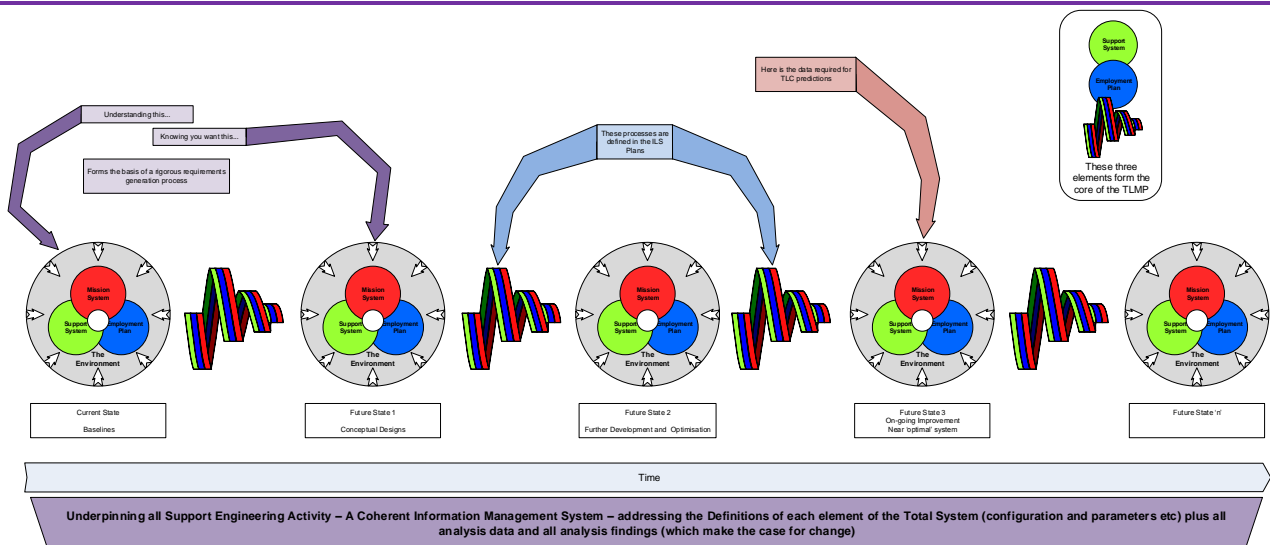 Support
System
Employment
Plan
These three
elements form the
core of the TLMP
Here is the data required for
TLC predictions
Understanding this...
Knowing you want this...
Forms the basis of a rigorous requirements
generation process
These processes are
defined in the ILS
Plans
Mission
System
Support
System
Employment
Plan
The
Environment
Mission
System
Support
System
Employment
Plan
The
Environment
Mission
System
Support
System
Employment
Plan
The
Environment
Mission
System
Support
System
Employment
Plan
The
Environment
Mission
System
Support
System
Employment
Plan
The
Environment
Current State
Baselines
Future State 1
Conceptual Designs
Future State 2
Further Development and Optimisation
Future State 3
On-going Improvement
Near 'optimal' system
Future State 'n'
Time
Underpinning all Support Engineering Activity – A Coherent Information Management System – addressing the Definitions of each element of the Total System (configuration and parameters etc) plus all
analysis data and all analysis findings (which make the case for change)